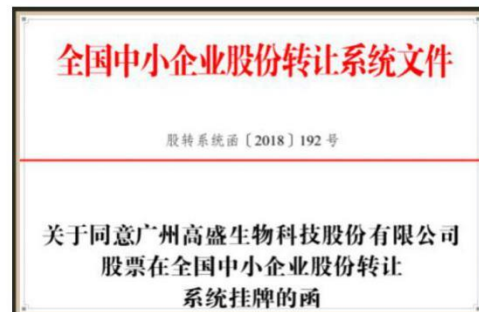 全国中小企业股份转让系统文件
股转系统函〔2018〕192 号
关于同意广州高盛生物科技股份有限公司
股票在全国中小企业股份转让
系统挂牌的函